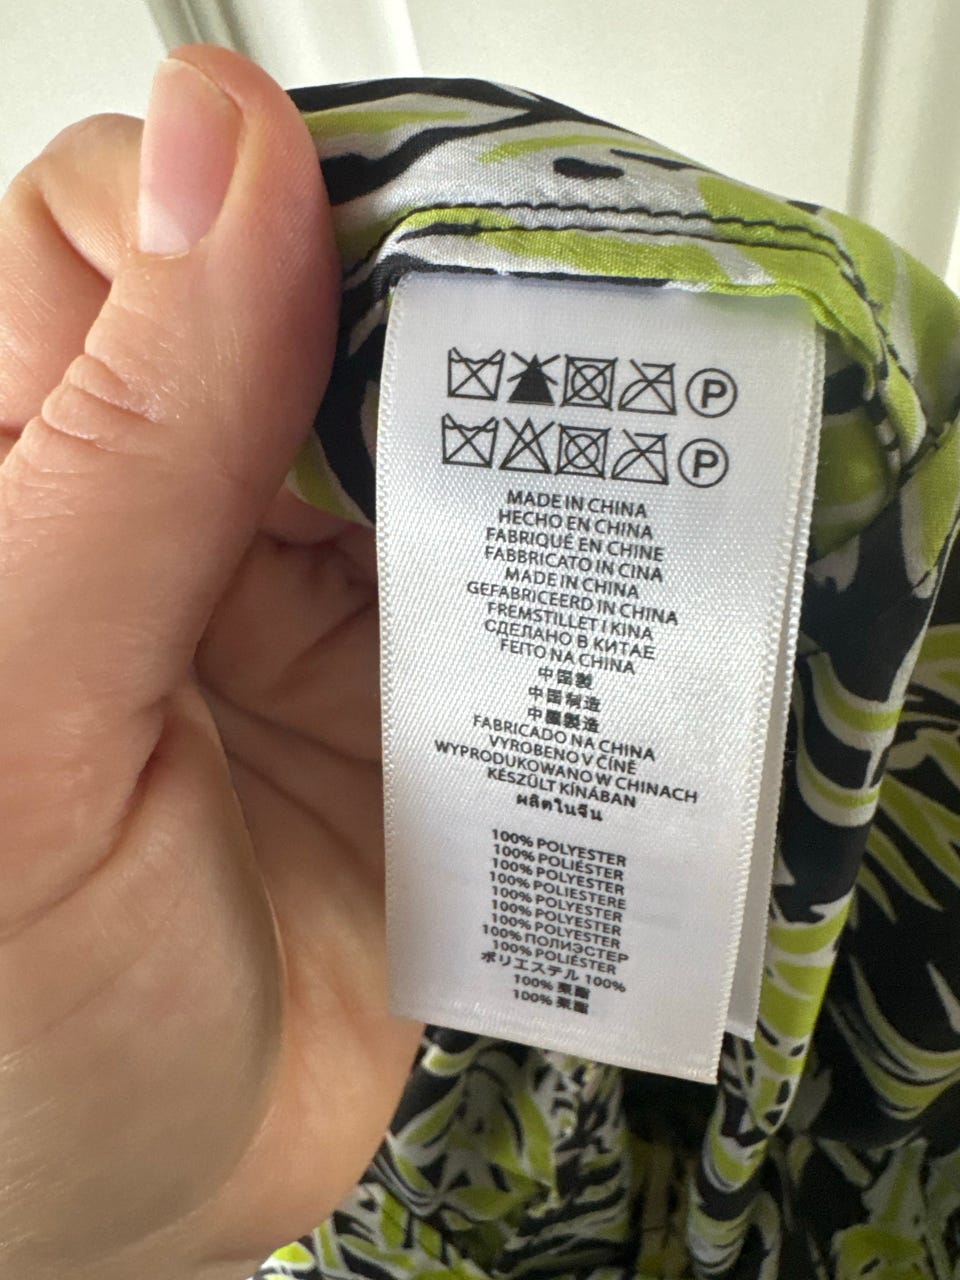 P
P
MADE IN CHINA
HECHO EN CHINA
FABRIQUÉ EN CHINE
FABBRICATO IN CINA
MADE IN CHINA
GEFABRICEERD IN CHINA
FREMSTILLET I KINA
СДЕЛАНО В КИТАЕ
FEITO NA CHINA
中国製
中国制造
中國製造
FABRICADO NA CHINA
VYROBENO V ČÍNĚ
WYPRODUKOWANO W CHINACH
KÉSZÜLT KÍNÁBAN
ผลิตในจีน
100% POLYESTER
100% POLIÉSTER
100% POLYESTER
100% POLIESTERE
100% POLYESTER
100% POLYESTER
100% POLYESTER
100% ПОЛИЭСТЕР
100% POLIÉSTER
ポリエステル 100%
100% 聚酯
100% 聚酯